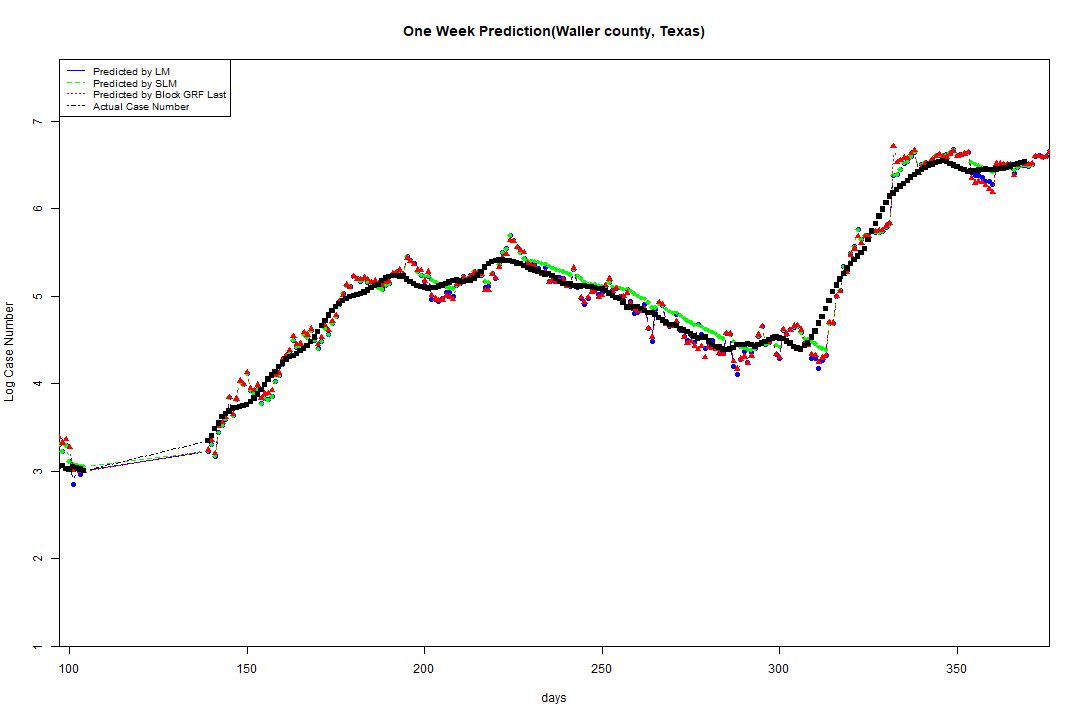 One Week Prediction(Waller county, Texas)
Predicted by LM
Predicted by SLM
Predicted by Block GRF Last
Actual Case Number
Log Case Number
7
6
5
4
3
2
1
100 150 200 250 300 350
days